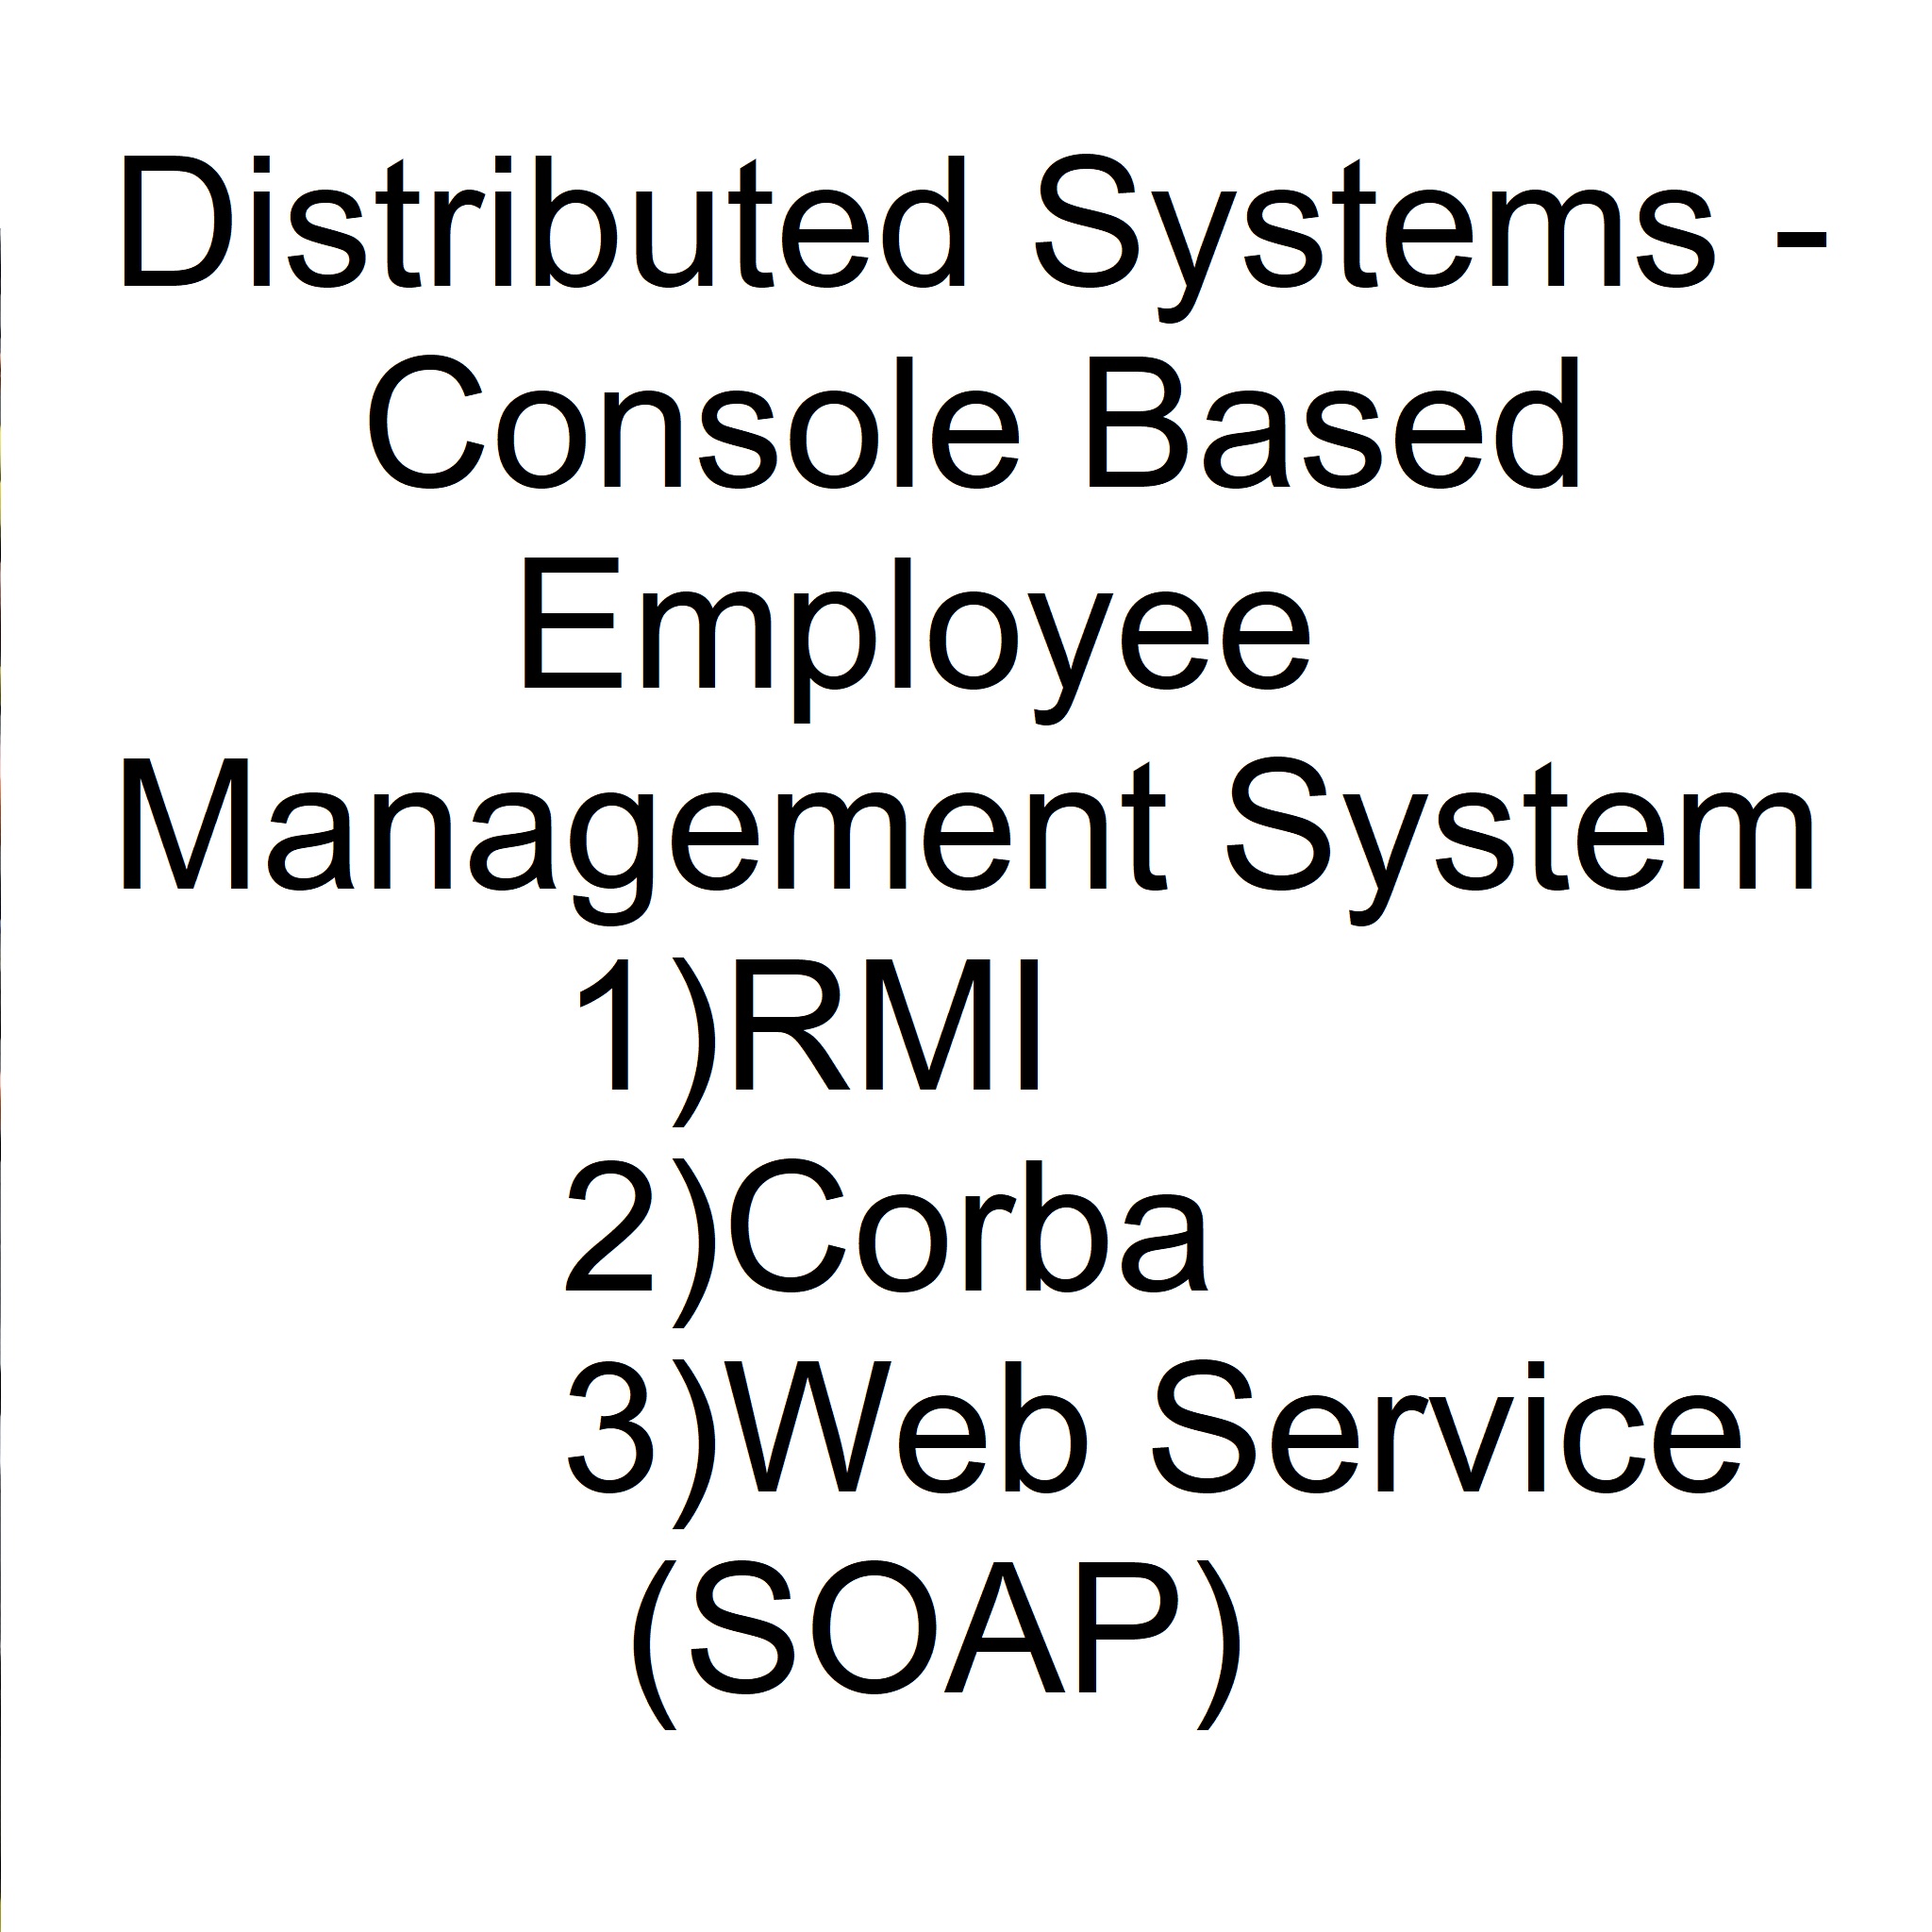 Distributed Systems -
Console Based
Employee
Management System
1)RMI
2)Corba
3)Web Service
(SOAP)